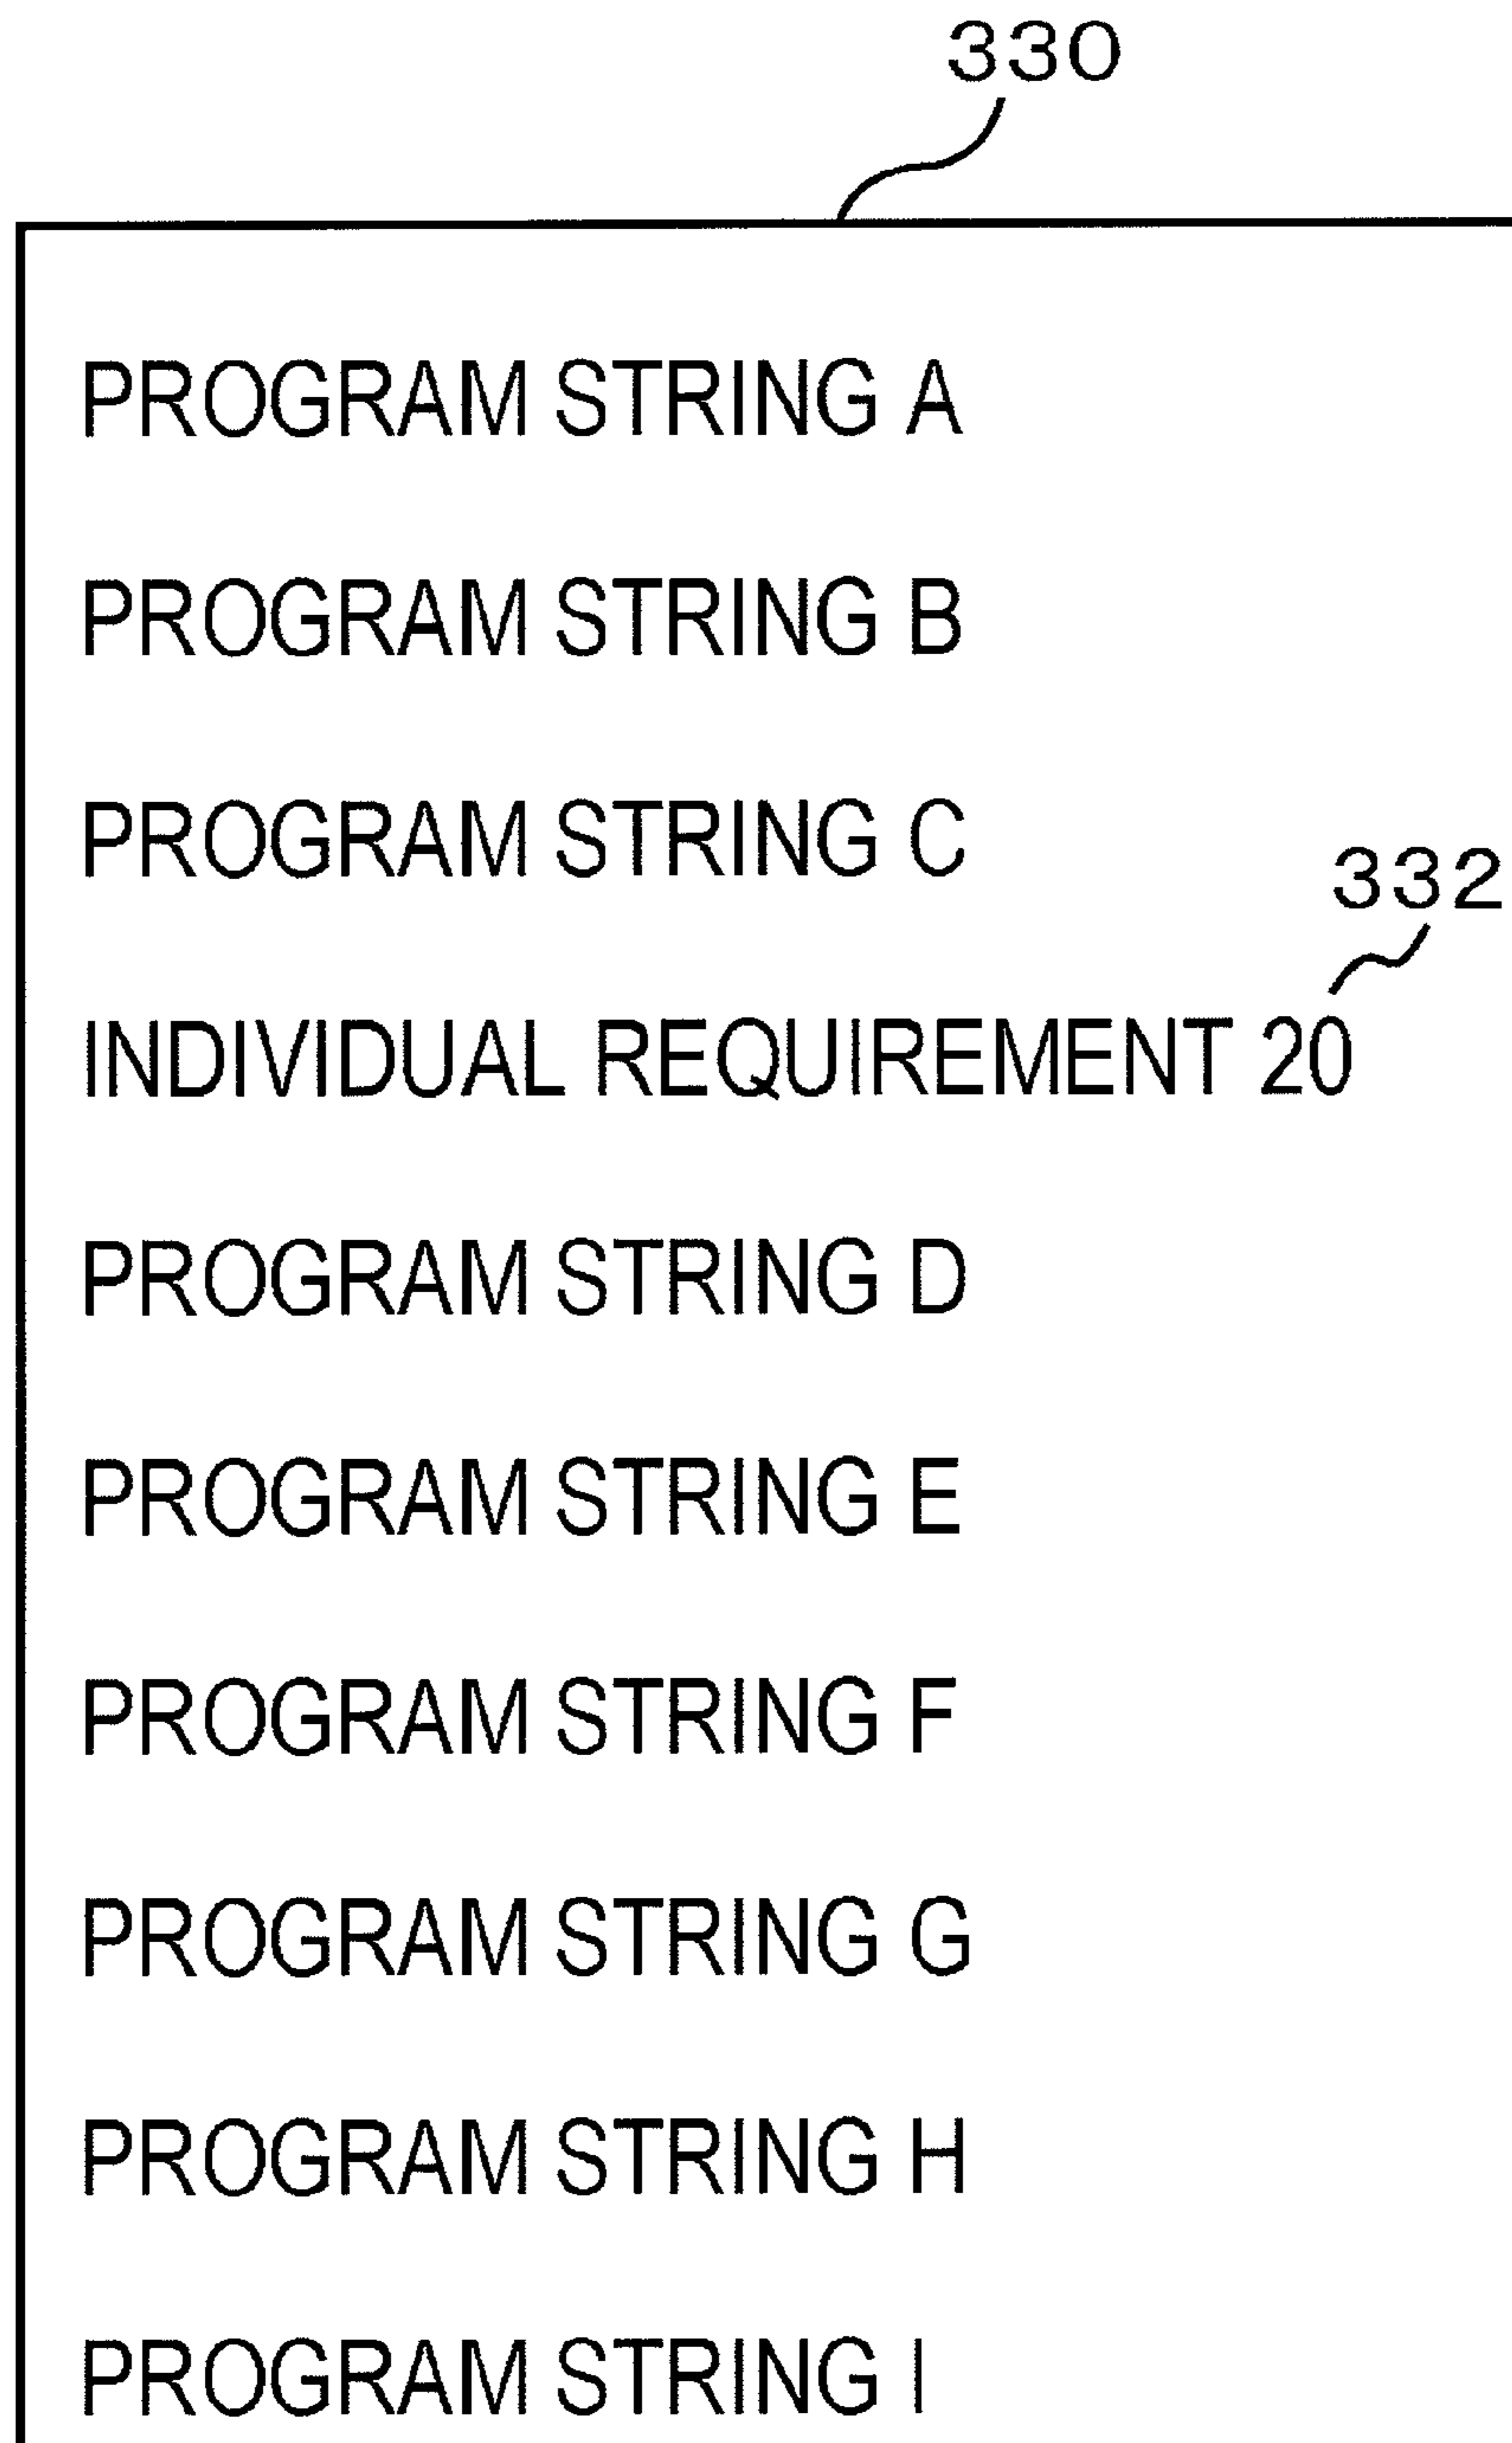 330
PROGRAM STRING A
PROGRAM STRING B
PROGRAM STRING C
332
INDIVIDUAL REQUIREMENT 20
PROGRAM STRING D
PROGRAM STRING E
PROGRAM STRING F
PROGRAM STRING G
PROGRAM STRING H
PROGRAM STRING I